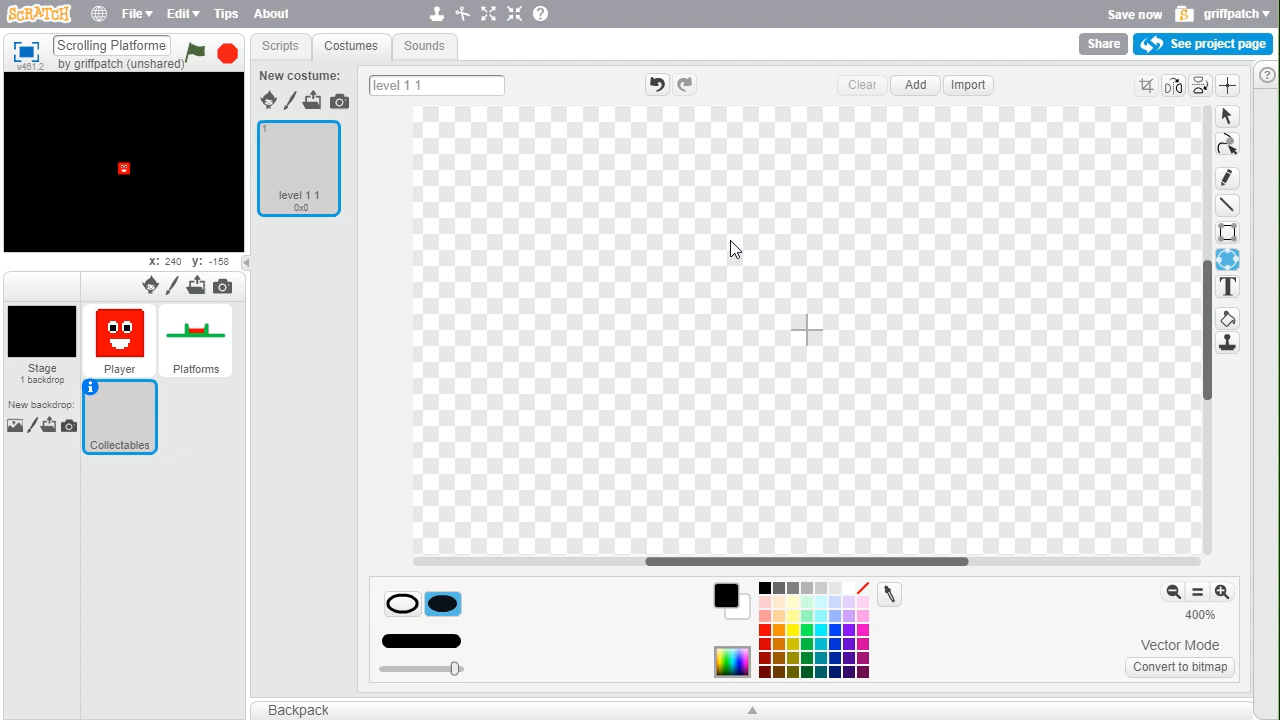 SCRATCH File▾ Edit▾ Tips About Save now griffpatch▾
v461.2 Scrolling Platforme
by griffpatch (unshared)
Scripts Costumes Sounds Share See project page
New costume:
level 1 1 Clear Add Import
1
level 1 1
0x0
x: 240 y: -158
Stage
1 backdrop
Player Platforms
New backdrop:
Collectables
T
400%
Vector Mode
Convert to bitmap
Backpack